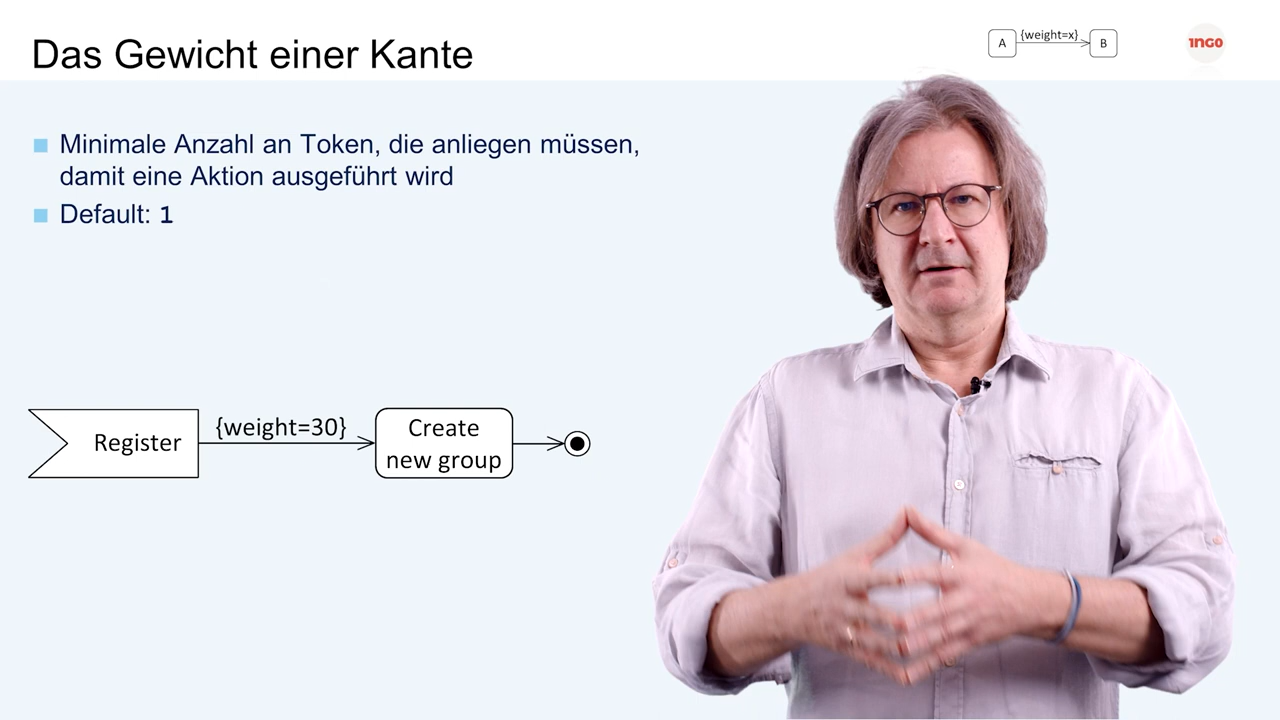 Das Gewicht einer Kante
A
{weight=x}
B
1NGO
Minimale Anzahl an Token, die anliegen müssen,
damit eine Aktion ausgeführt wird
Default: 1
Register
{weight=30}
Create
new group